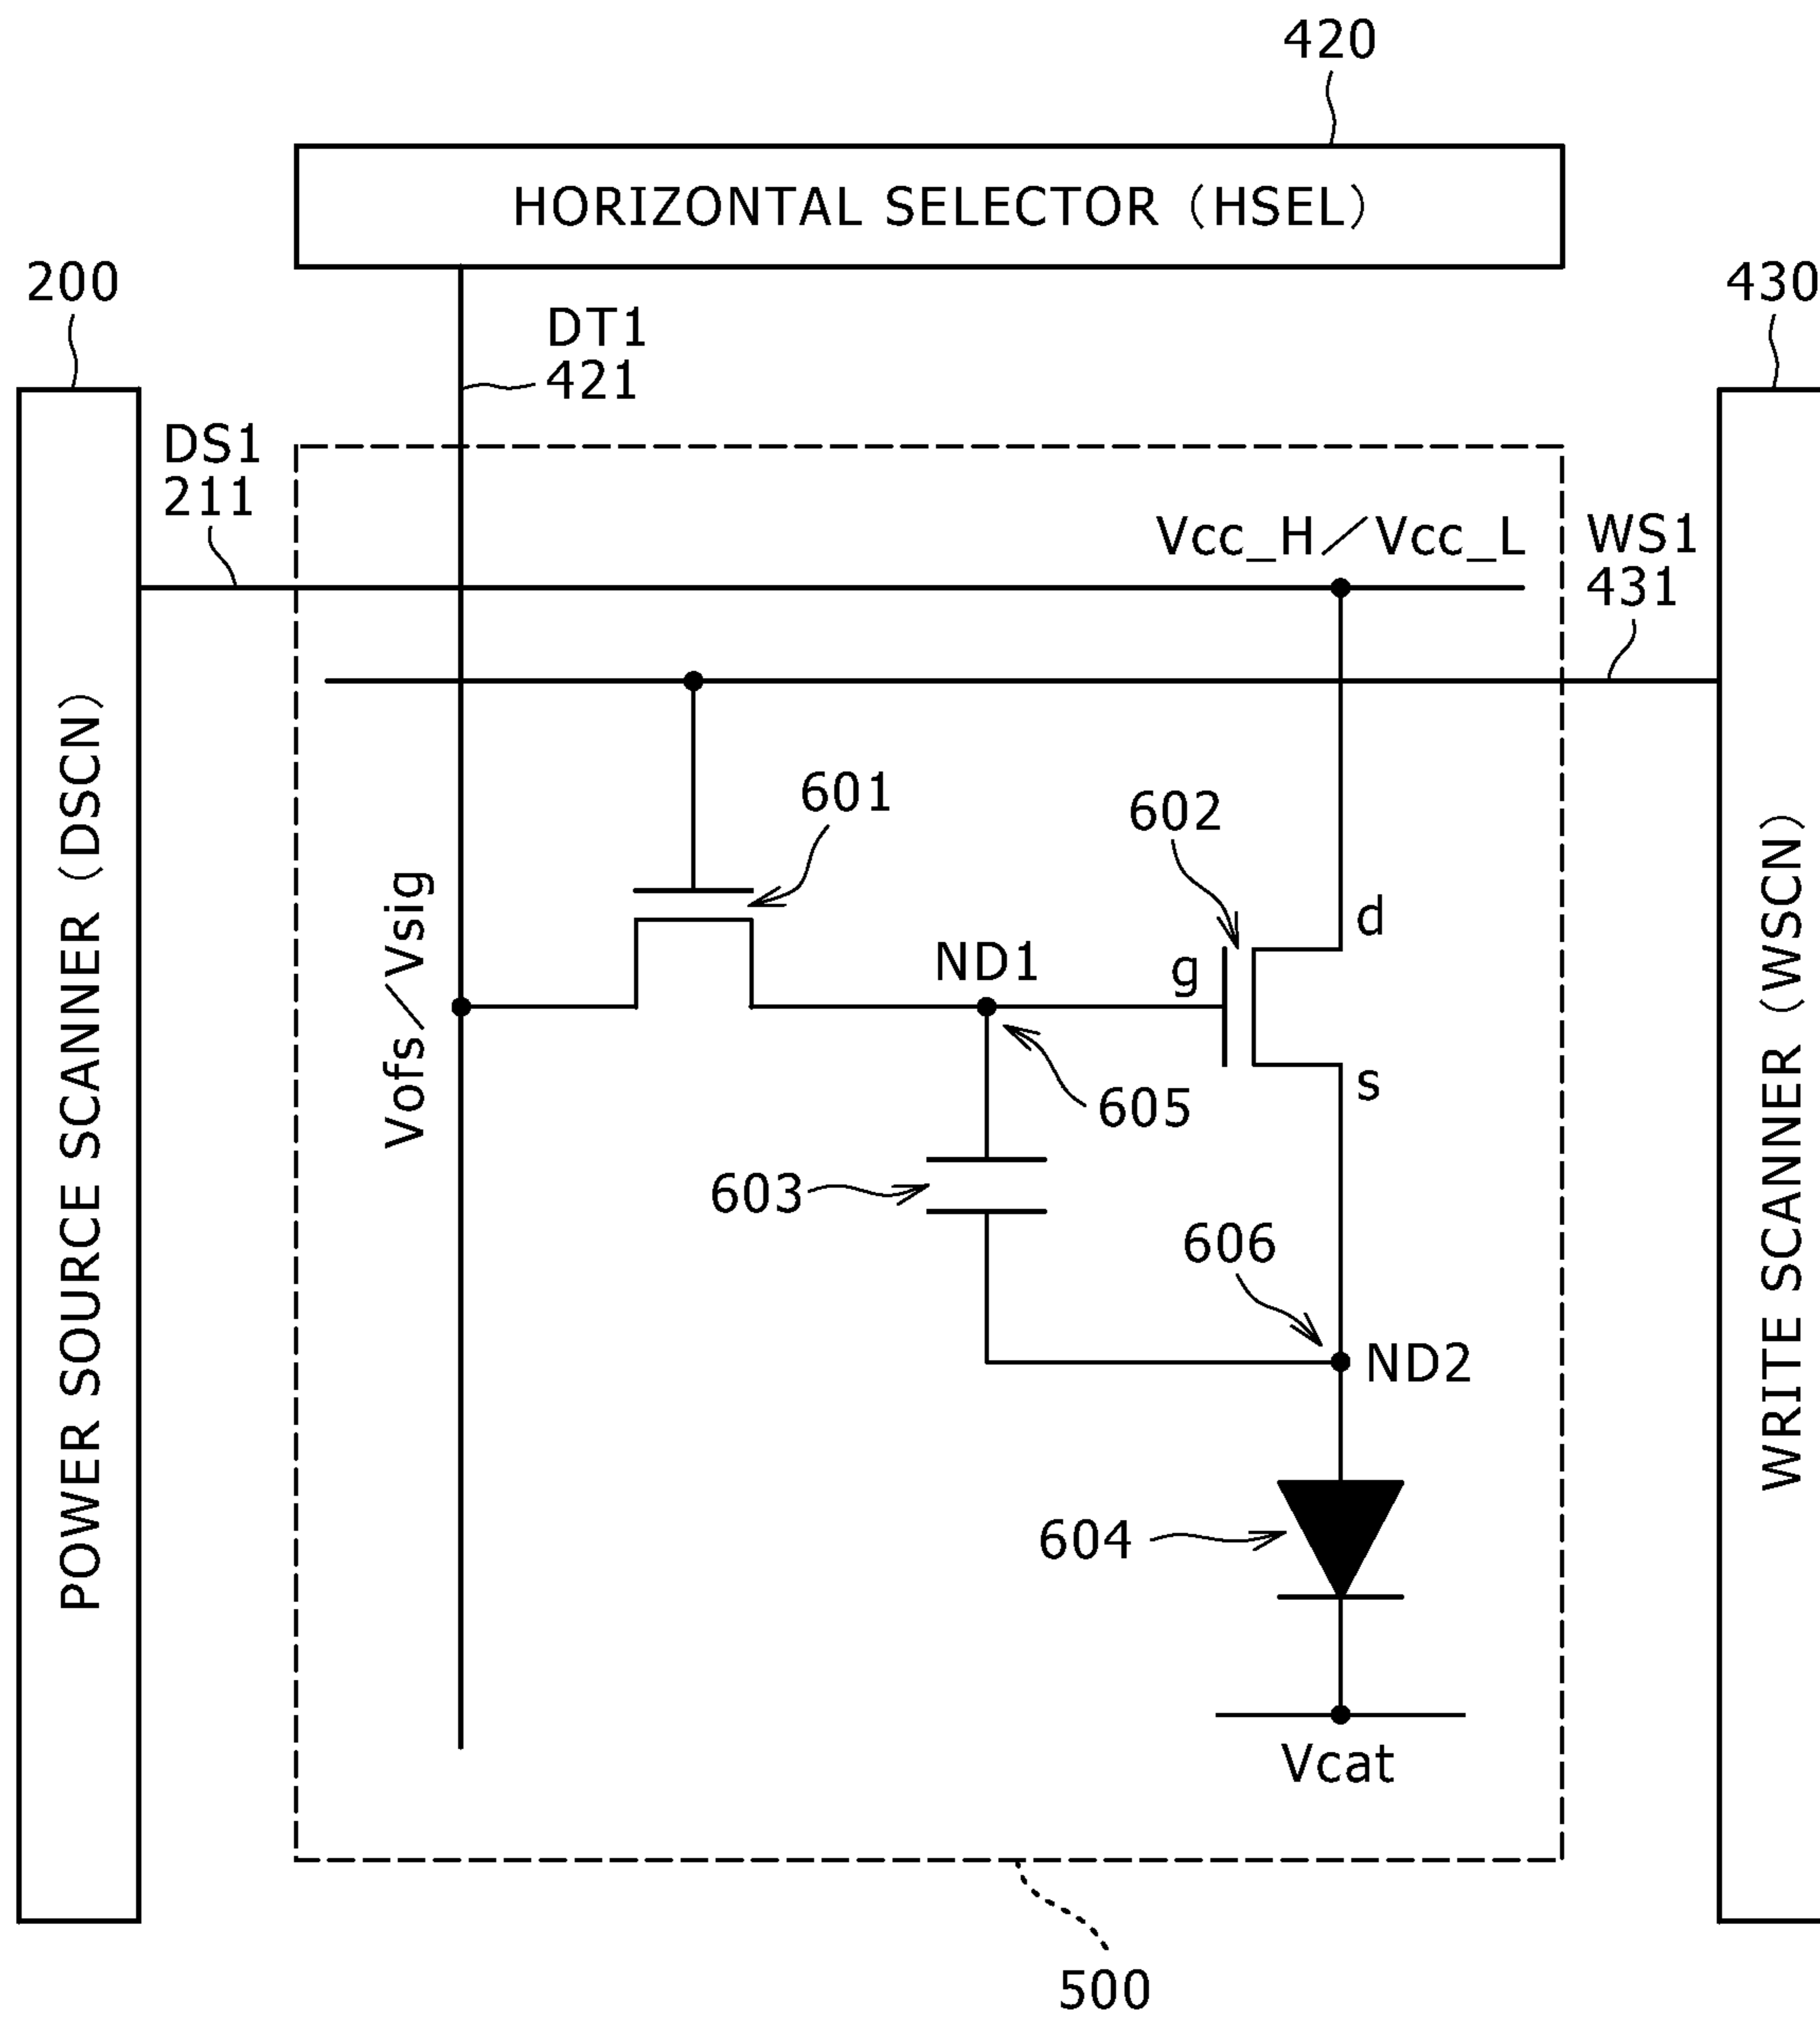 420
HORIZONTAL SELECTOR (HSEL)
200
430
DT1
421
DS1
211
Vcc_H/Vcc_L
WS1
431
POWER SOURCE SCANNER (DSCN)
WRITE SCANNER (WSCN)
601
602
Vofs/Vsig
d
ND1
g
s
605
603
606
ND2
604
Vcat
500